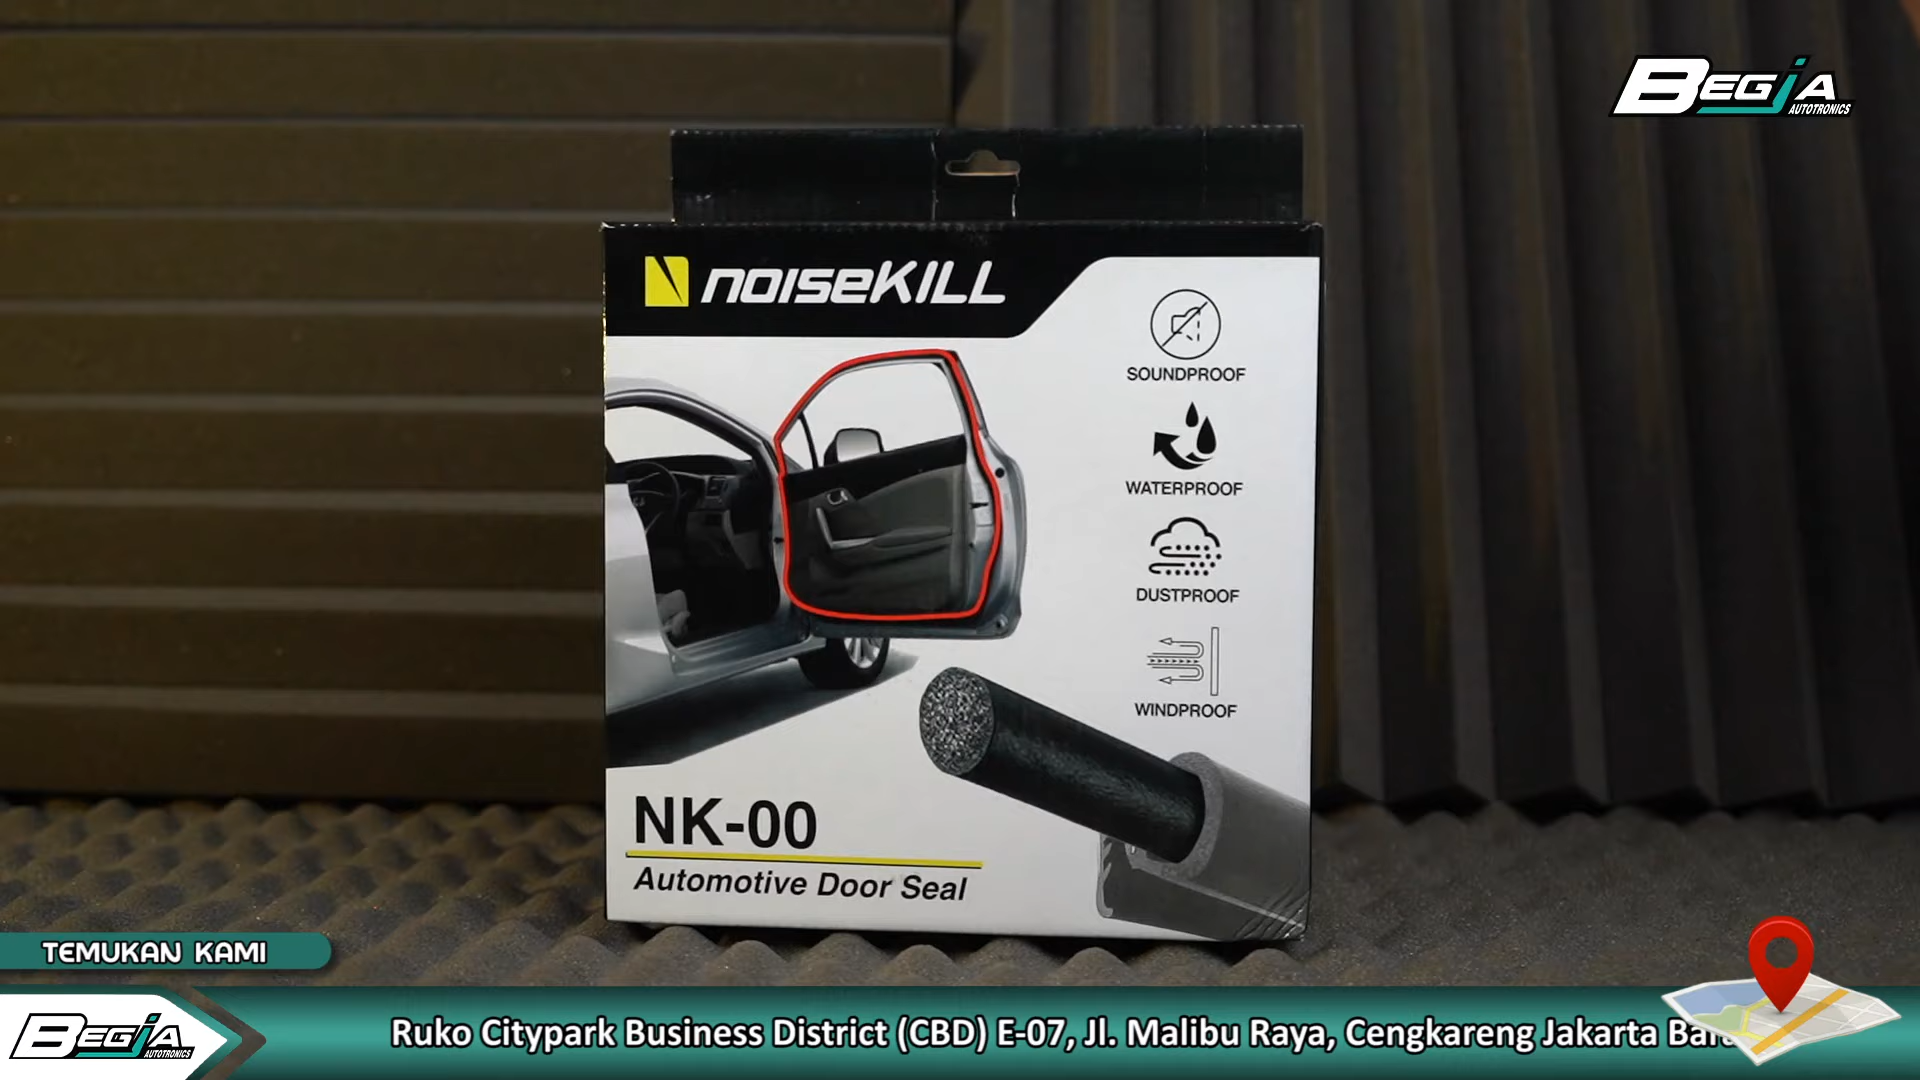 BEGJA
AUTOTRONICS
noiseKILL
SOUNDPROOF
WATERPROOF
DUSTPROOF
WINDPROOF
NK-00
Automotive Door Seal
TEMUKAN KAMI
BEGJA
AUTOTRONICS
Ruko Citypark Business District (CBD) E-07, Jl. Malibu Raya, Cengkareng Jakarta